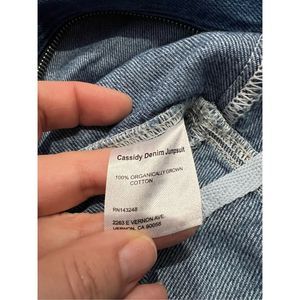 Cassidy Denim Jumpsuit
100% ORGANICALLY GROWN
COTTON
RN143248
2263 E VERNON AVE
VERNON, CA 90058